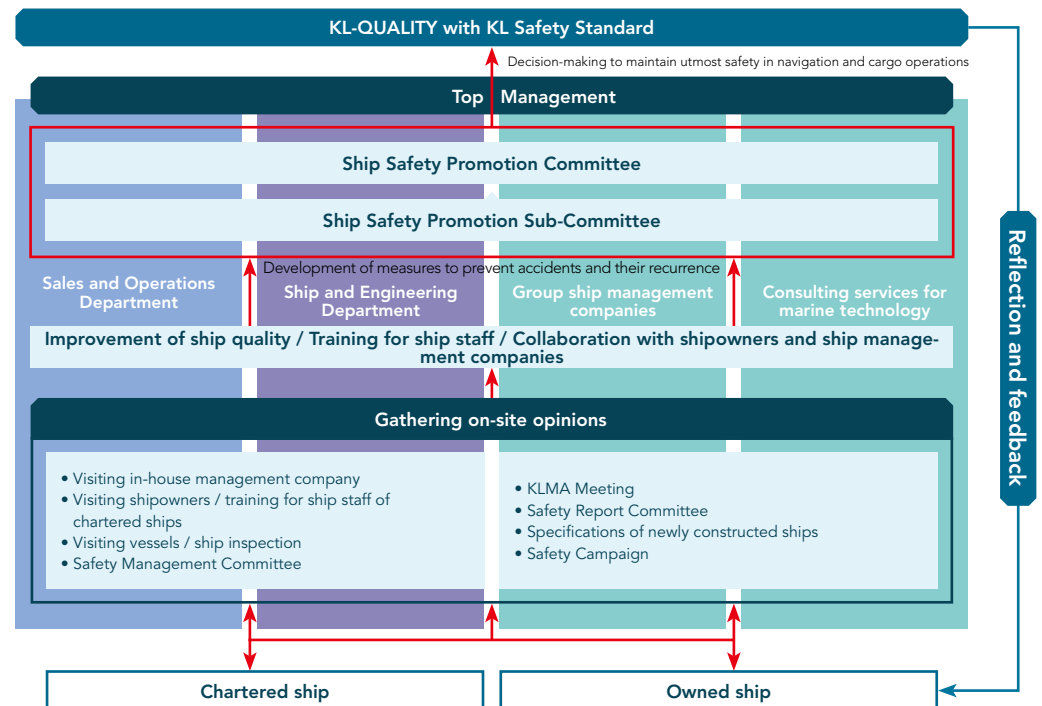 KL-QUALITY with KL Safety Standard
Decision-making to maintain utmost safety in navigation and cargo operations
Top Management
Ship Safety Promotion Committee
Ship Safety Promotion Sub-Committee
Development of measures to prevent accidents and their recurrence
Sales and Operations
Department
Ship and Engineering
Department
Group ship management
companies
Consulting services for
marine technology
Improvement of ship quality / Training for ship staff / Collaboration with shipowners and ship manage-
ment companies
Gathering on-site opinions
• Visiting in-house management company
• Visiting shipowners / training for ship staff of
chartered ships
• Visiting vessels / ship inspection
• Safety Management Committee
• KLMA Meeting
• Safety Report Committee
• Specifications of newly constructed ships
• Safety Campaign
Chartered ship
Owned ship
Reflection and feedback